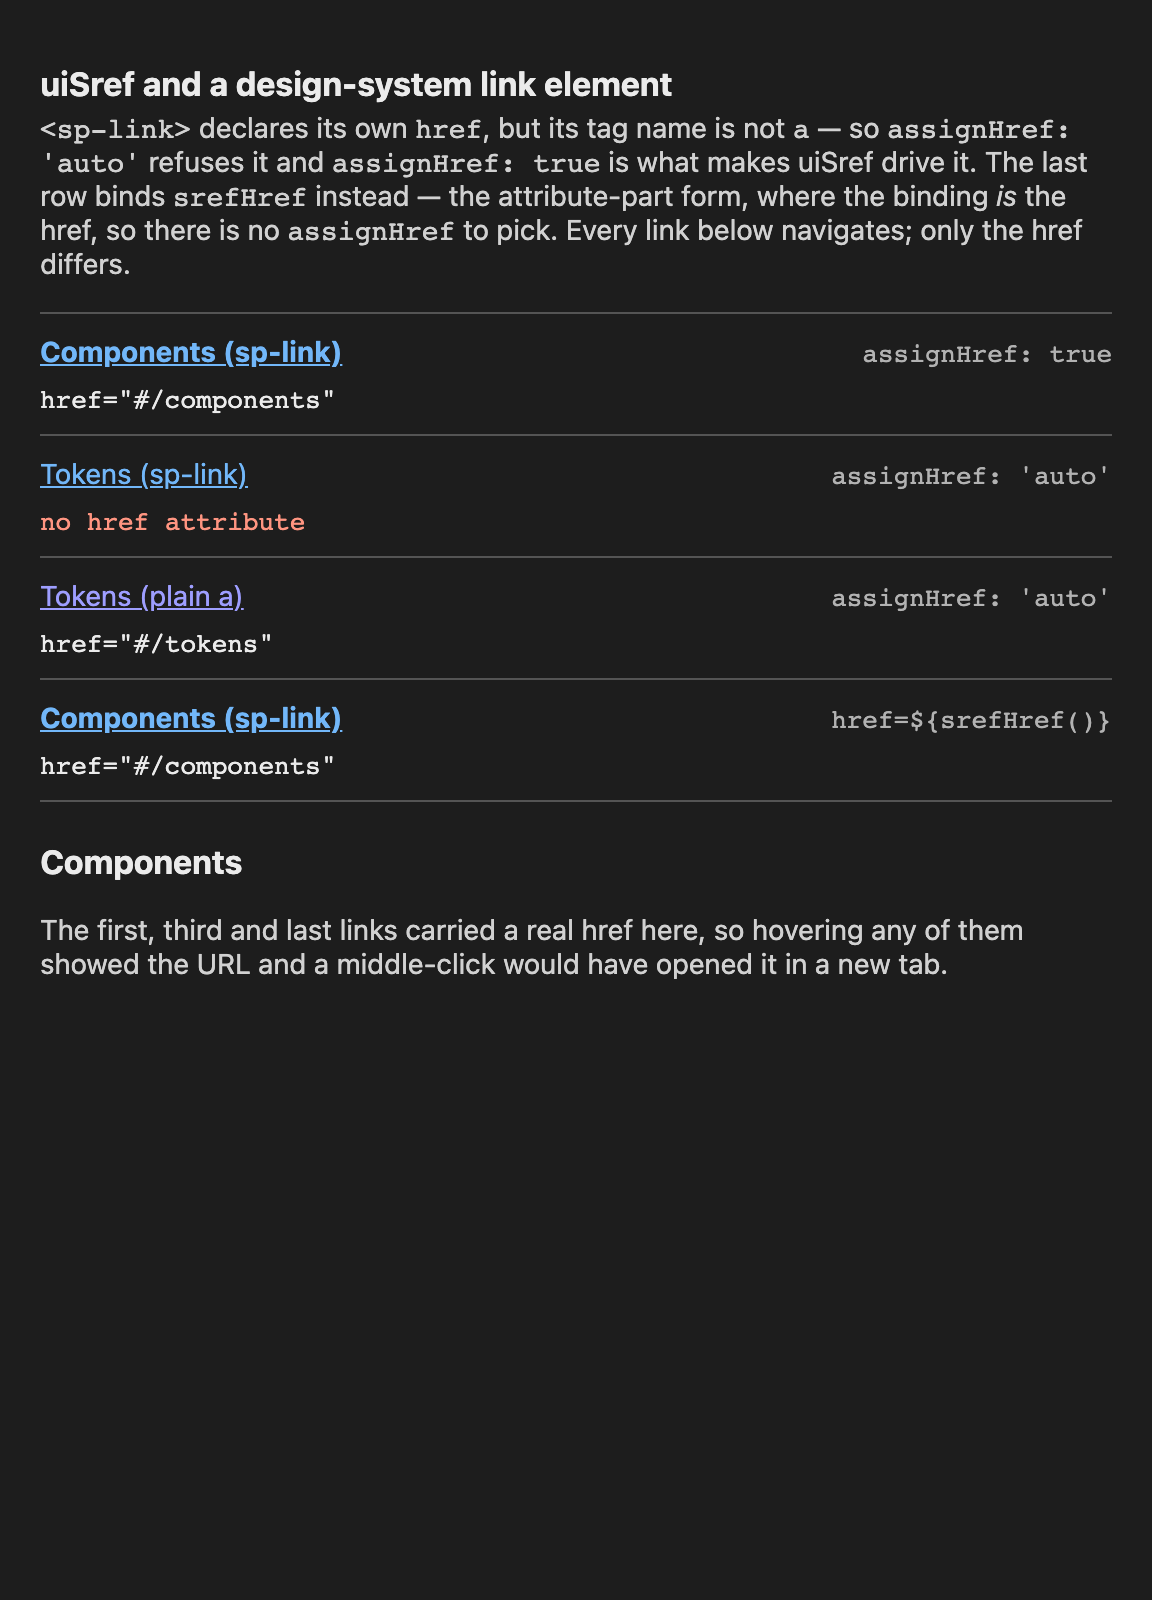 uiSref and a design-system link element
<sp-link> declares its own href, but its tag name is not a — so assignHref:
'auto' refuses it and assignHref: true is what makes uiSref drive it. The last
row binds srefHref instead — the attribute-part form, where the binding is the
href, so there is no assignHref to pick. Every link below navigates; only the href
differs.
Components (sp-link) assignHref: true
href="#/components"
Tokens (sp-link) assignHref: 'auto'
no href attribute
Tokens (plain a) assignHref: 'auto'
href="#/tokens"
Components (sp-link) href=${srefHref()}
href="#/components"
Components
The first, third and last links carried a real href here, so hovering any of them
showed the URL and a middle-click would have opened it in a new tab.